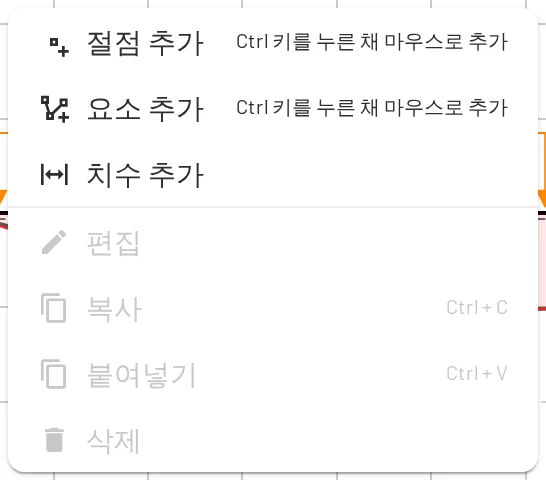 절점 추가 Ctrl 키를 누른 채 마우스로 추가
요소 추가 Ctrl 키를 누른 채 마우스로 추가
치수 추가
편집
복사 Ctrl + C
붙여넣기 Ctrl + V
삭제